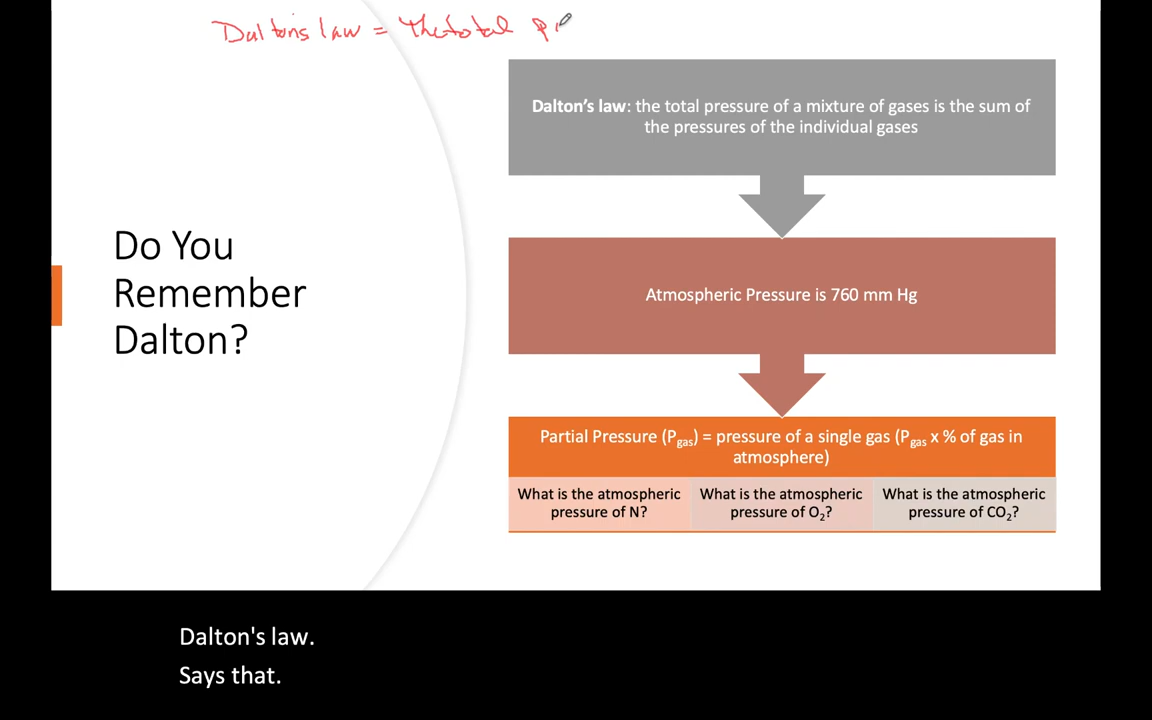 Dalton's law = The total
Dalton's law: the total pressure of a mixture of gases is the sum of
the pressures of the individual gases
Do You
Remember
Dalton?
Atmospheric Pressure is 760 mm Hg
Partial Pressure (Pgas) = pressure of a single gas (Pgas x % of gas in
atmosphere)
What is the atmospheric
pressure of N?
What is the atmospheric
pressure of O2?
What is the atmospheric
pressure of CO2?
Dalton's law.
Says that.